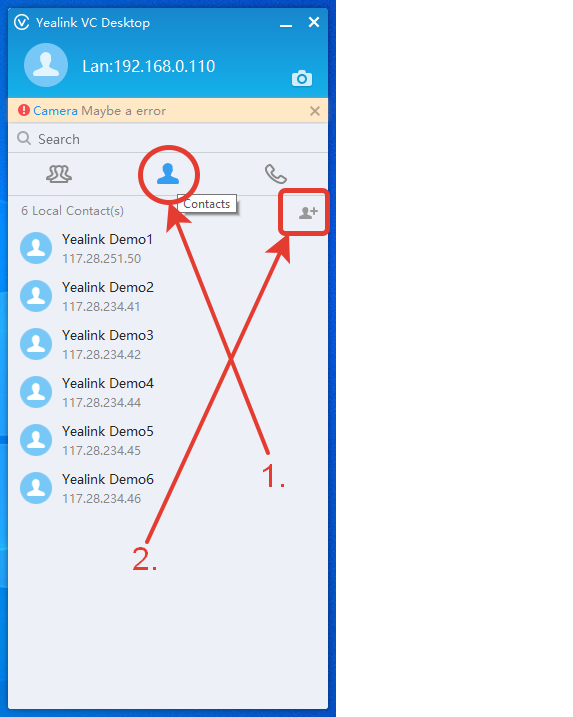 Yealink VC Desktop
Lan:192.168.0.110
Camera Maybe a error
Search
Contacts
6 Local Contact(s)
Yealink Demo1
117.28.251.50
Yealink Demo2
117.28.234.41
Yealink Demo3
117.28.234.42
Yealink Demo4
117.28.234.44
Yealink Demo5
117.28.234.45
Yealink Demo6
117.28.234.46
1.
2.